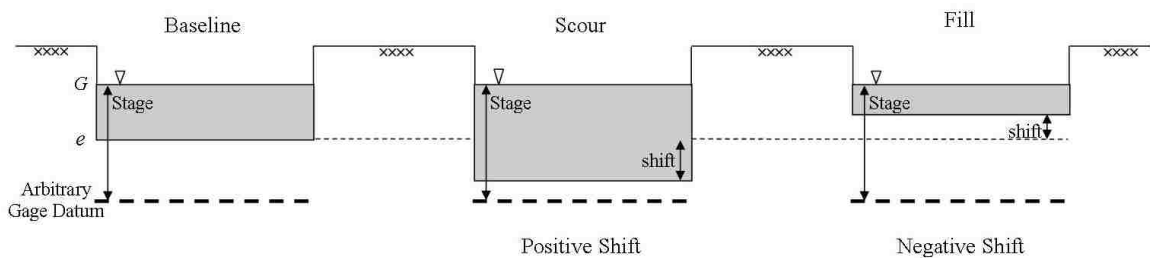 Baseline
Scour
Fill
xxxx
xxxx
xxxx
xxxx
G
Stage
Stage
Stage
e
shift
shift
Arbitrary
Gage Datum
Positive Shift
Negative Shift